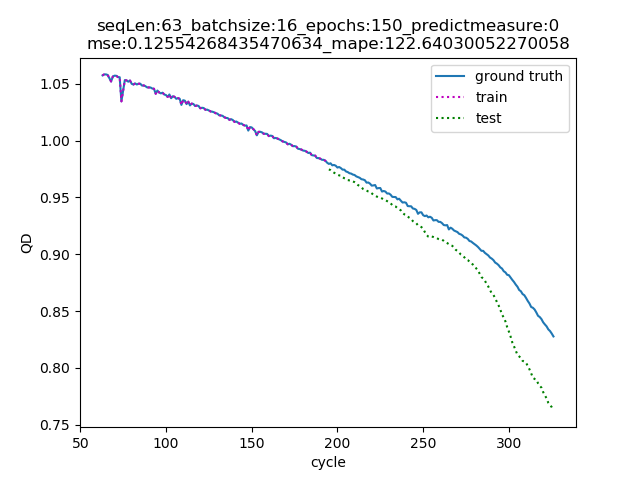 seqLen:63_batchsize:16_epochs:150_predictmeasure:0
mse:0.12554268435470634_mape:122.64030052270058
ground truth
train
test
1.05
1.00
0.95
0.90
0.85
0.80
0.75
QD
50
100
150
200
250
300
cycle